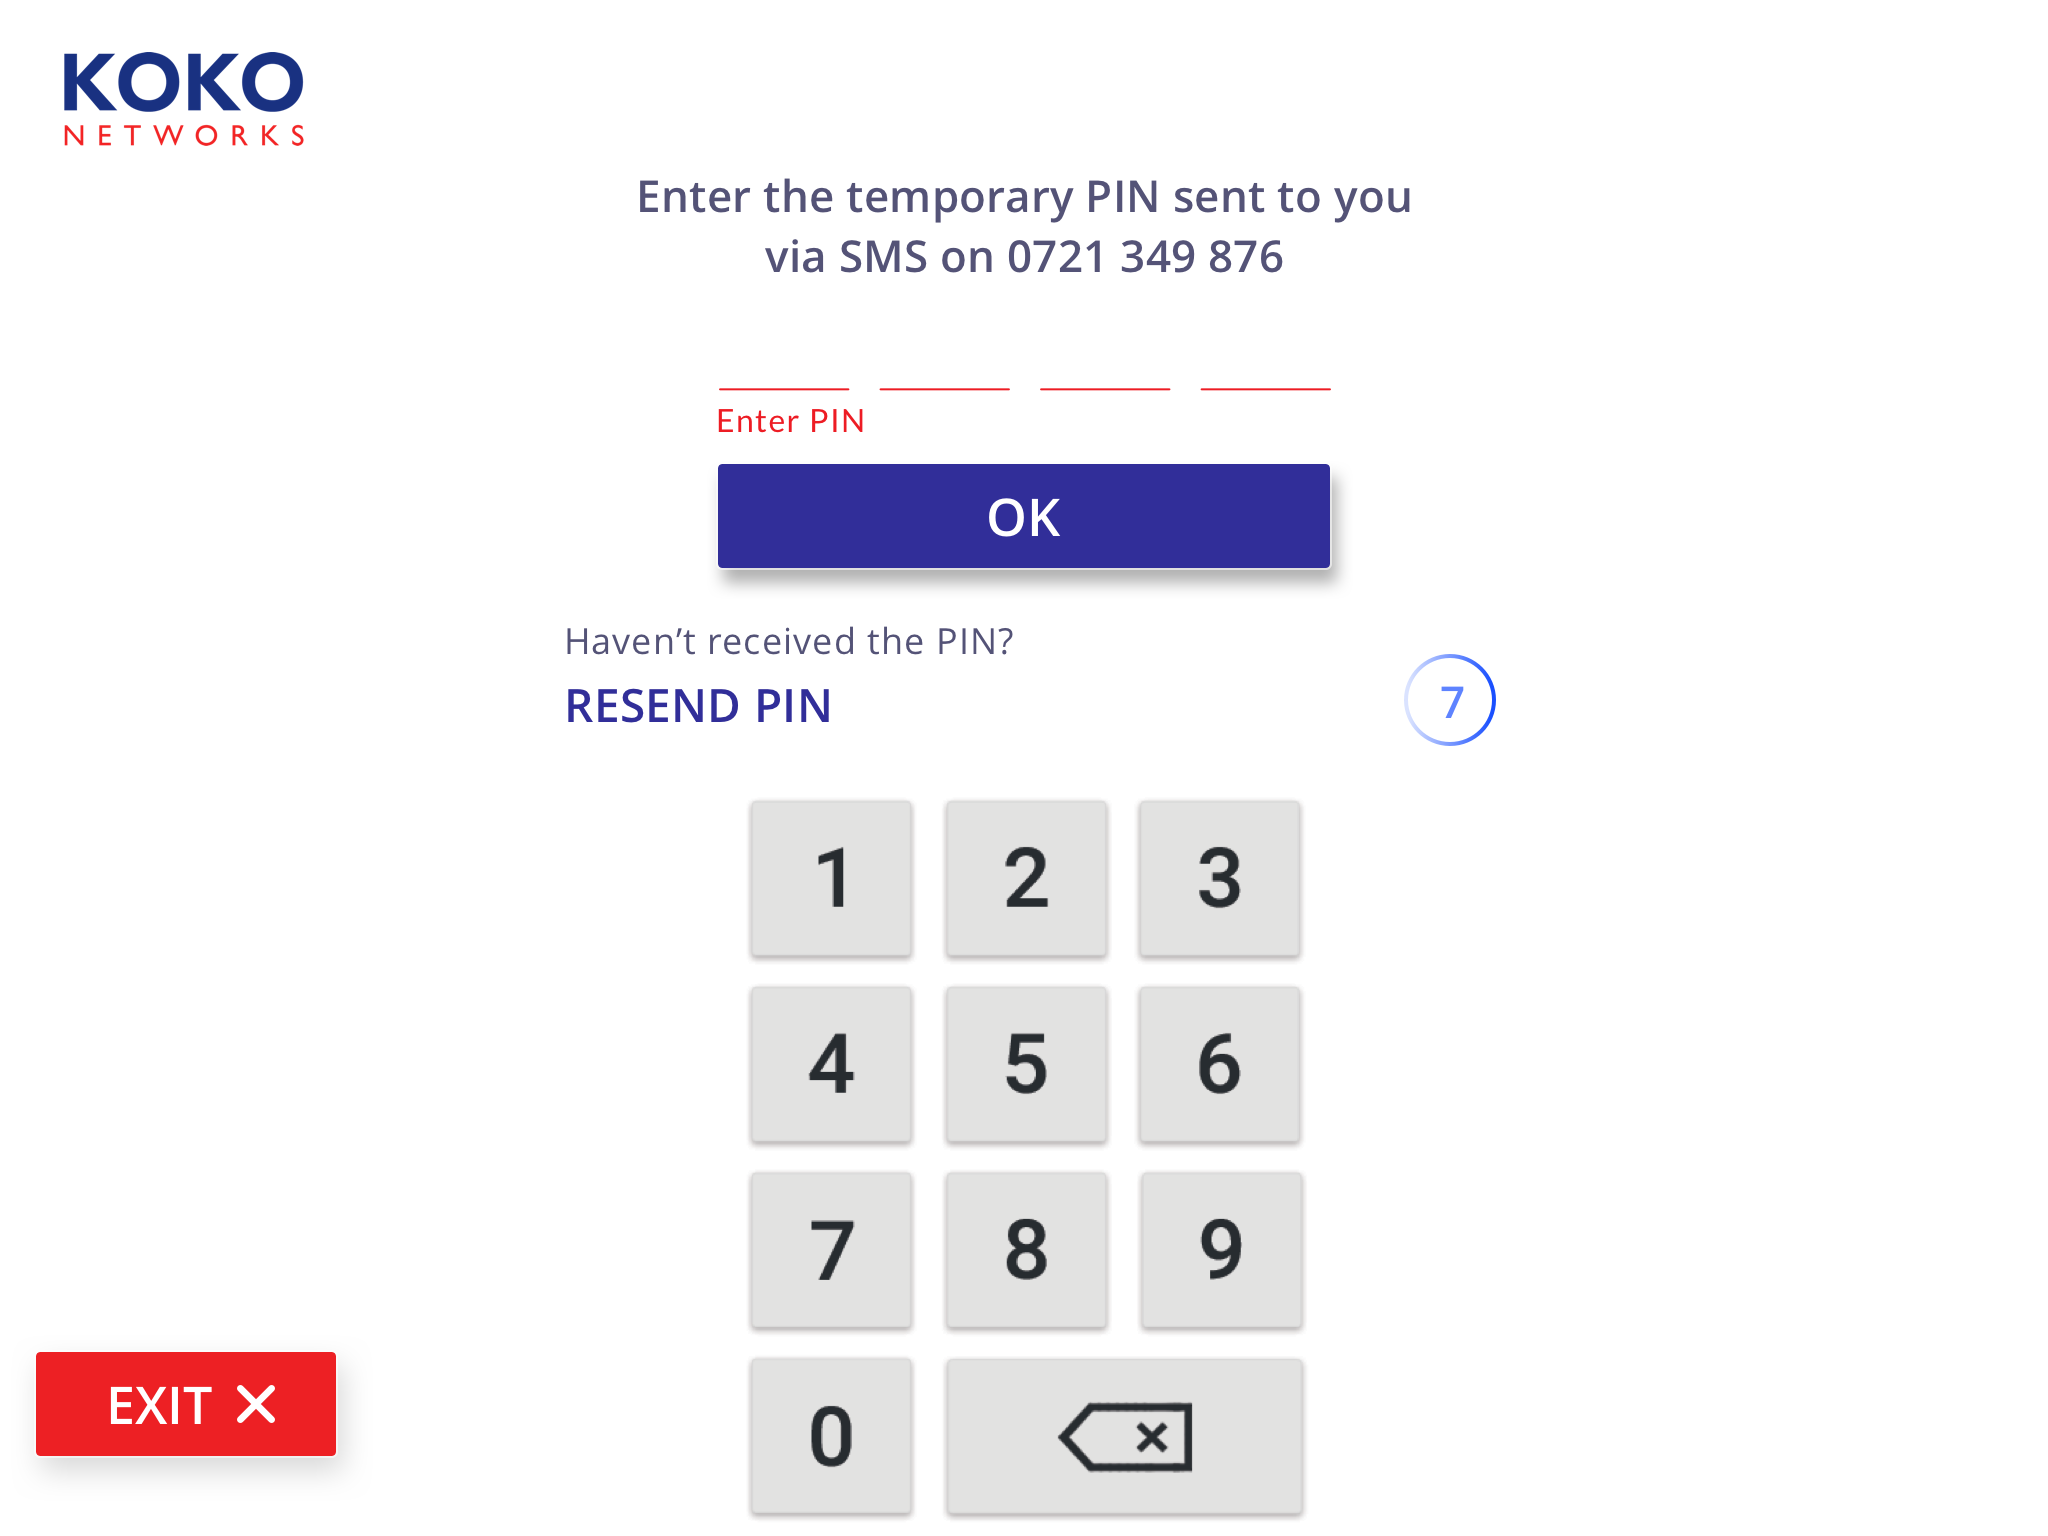 KOKO
NETWORKS
Enter the temporary PIN sent to you
via SMS on 0721 349 876
Enter PIN
OK
Haven’t received the PIN?
RESEND PIN
7
1 2 3
4 5 6
7 8 9
0
EXIT